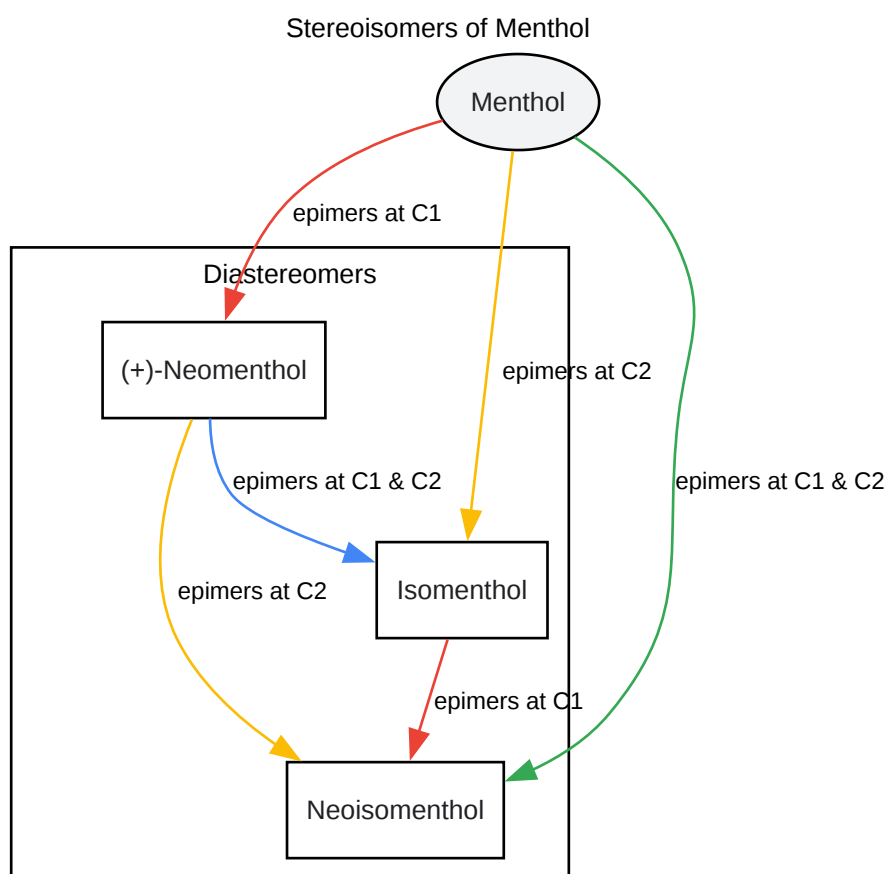 Stereoisomers of Menthol
Menthol
epimers at C1
Diastereomers
(+)-Neomenthol
epimers at C2
epimers at C1 & C2
epimers at C1 & C2
epimers at C2
Isomenthol
epimers at C1
Neoisomenthol